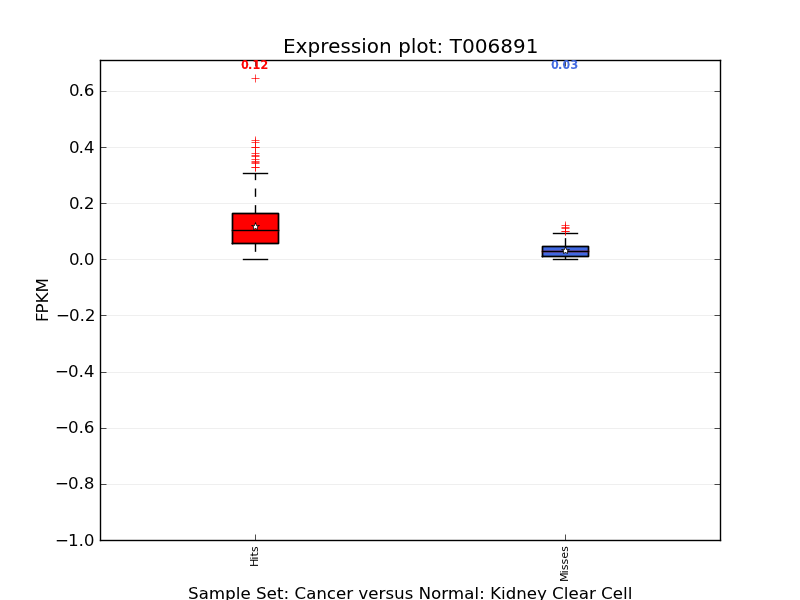 Expression plot: T006891
0.12
0.03
0.6
0.4
0.2
0.0
−0.2
−0.4
−0.6
−0.8
−1.0
FPKM
Hits
Misses
Sample Set: Cancer versus Normal: Kidney Clear Cell